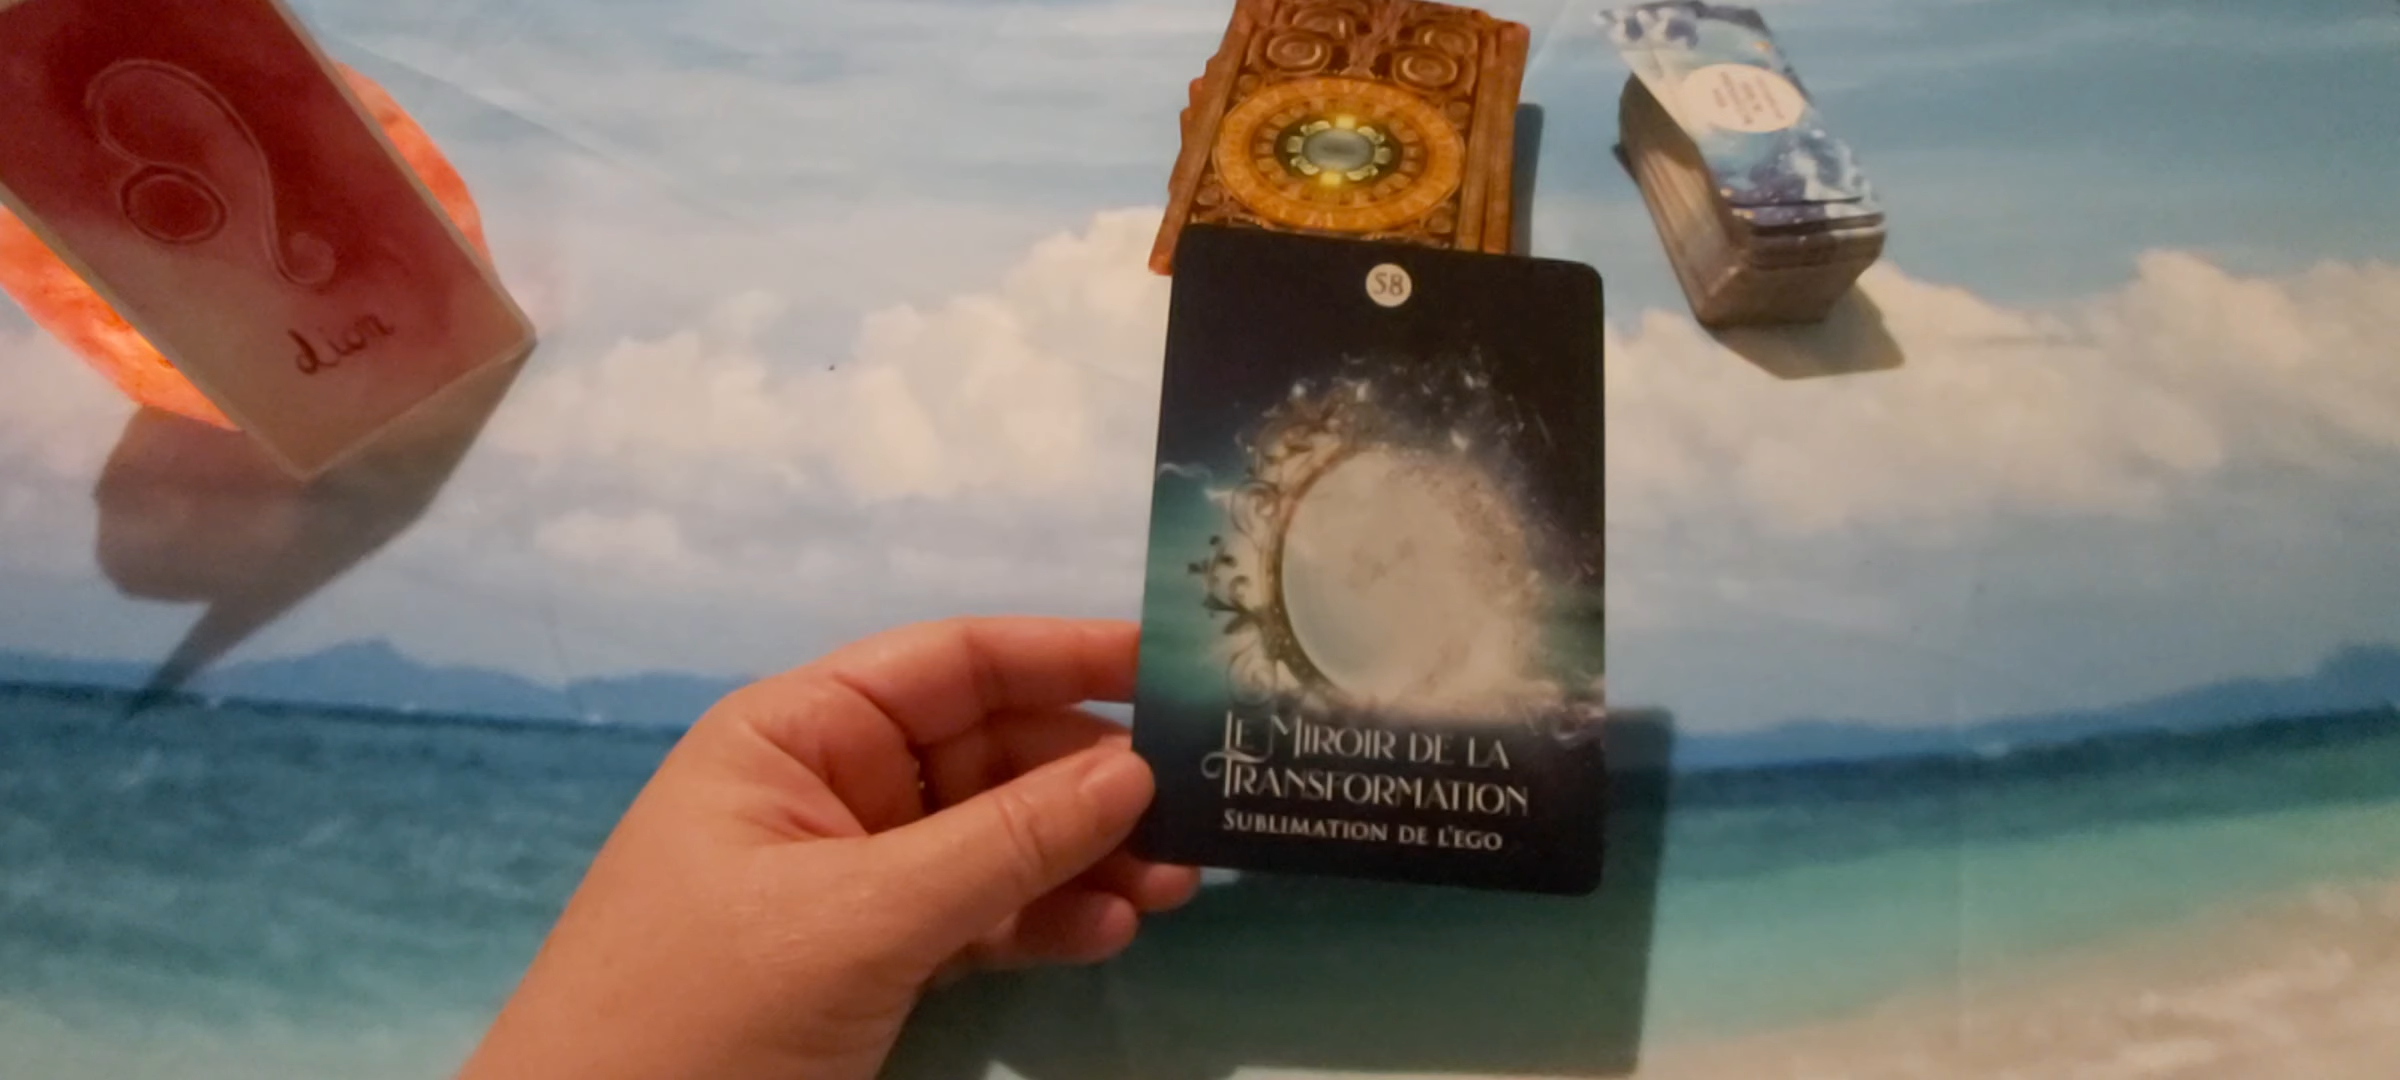 Lion
58
Le Miroir de la
Transformation
Sublimation de l'ego